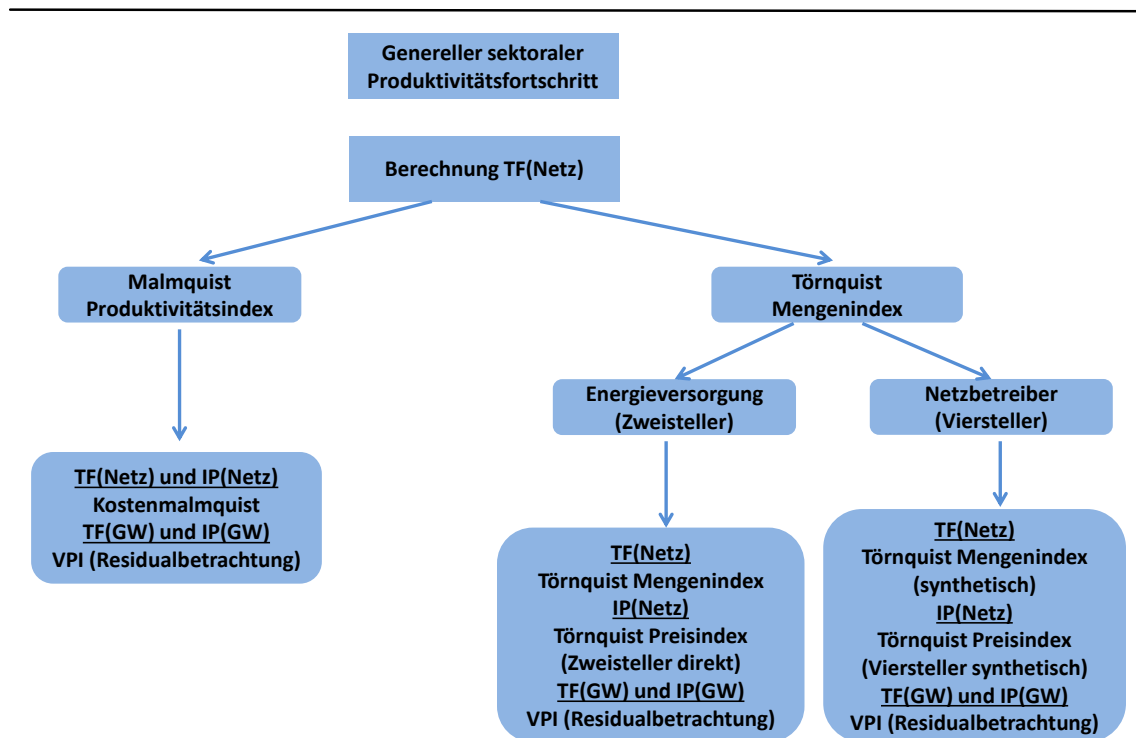 Genereller sektoraler
Produktivitätsfortschritt
Berechnung TF(Netz)
Malmquist
Produktivitätsindex
Törnquist
Mengenindex
Energieversorgung
(Zweisteller)
Netzbetreiber
(Viersteller)
TF(Netz) und IP(Netz)
Kostenmalmquist
TF(GW) und IP(GW)
VPI (Residualbetrachtung)
TF(Netz)
Törnquist Mengenindex
IP(Netz)
Törnquist Preisindex
(Zweisteller direkt)
TF(GW) und IP(GW)
VPI (Residualbetrachtung)
TF(Netz)
Törnquist Mengenindex
(synthetisch)
IP(Netz)
Törnquist Preisindex
(Viersteller synthetisch)
TF(GW) und IP(GW)
VPI (Residualbetrachtung)